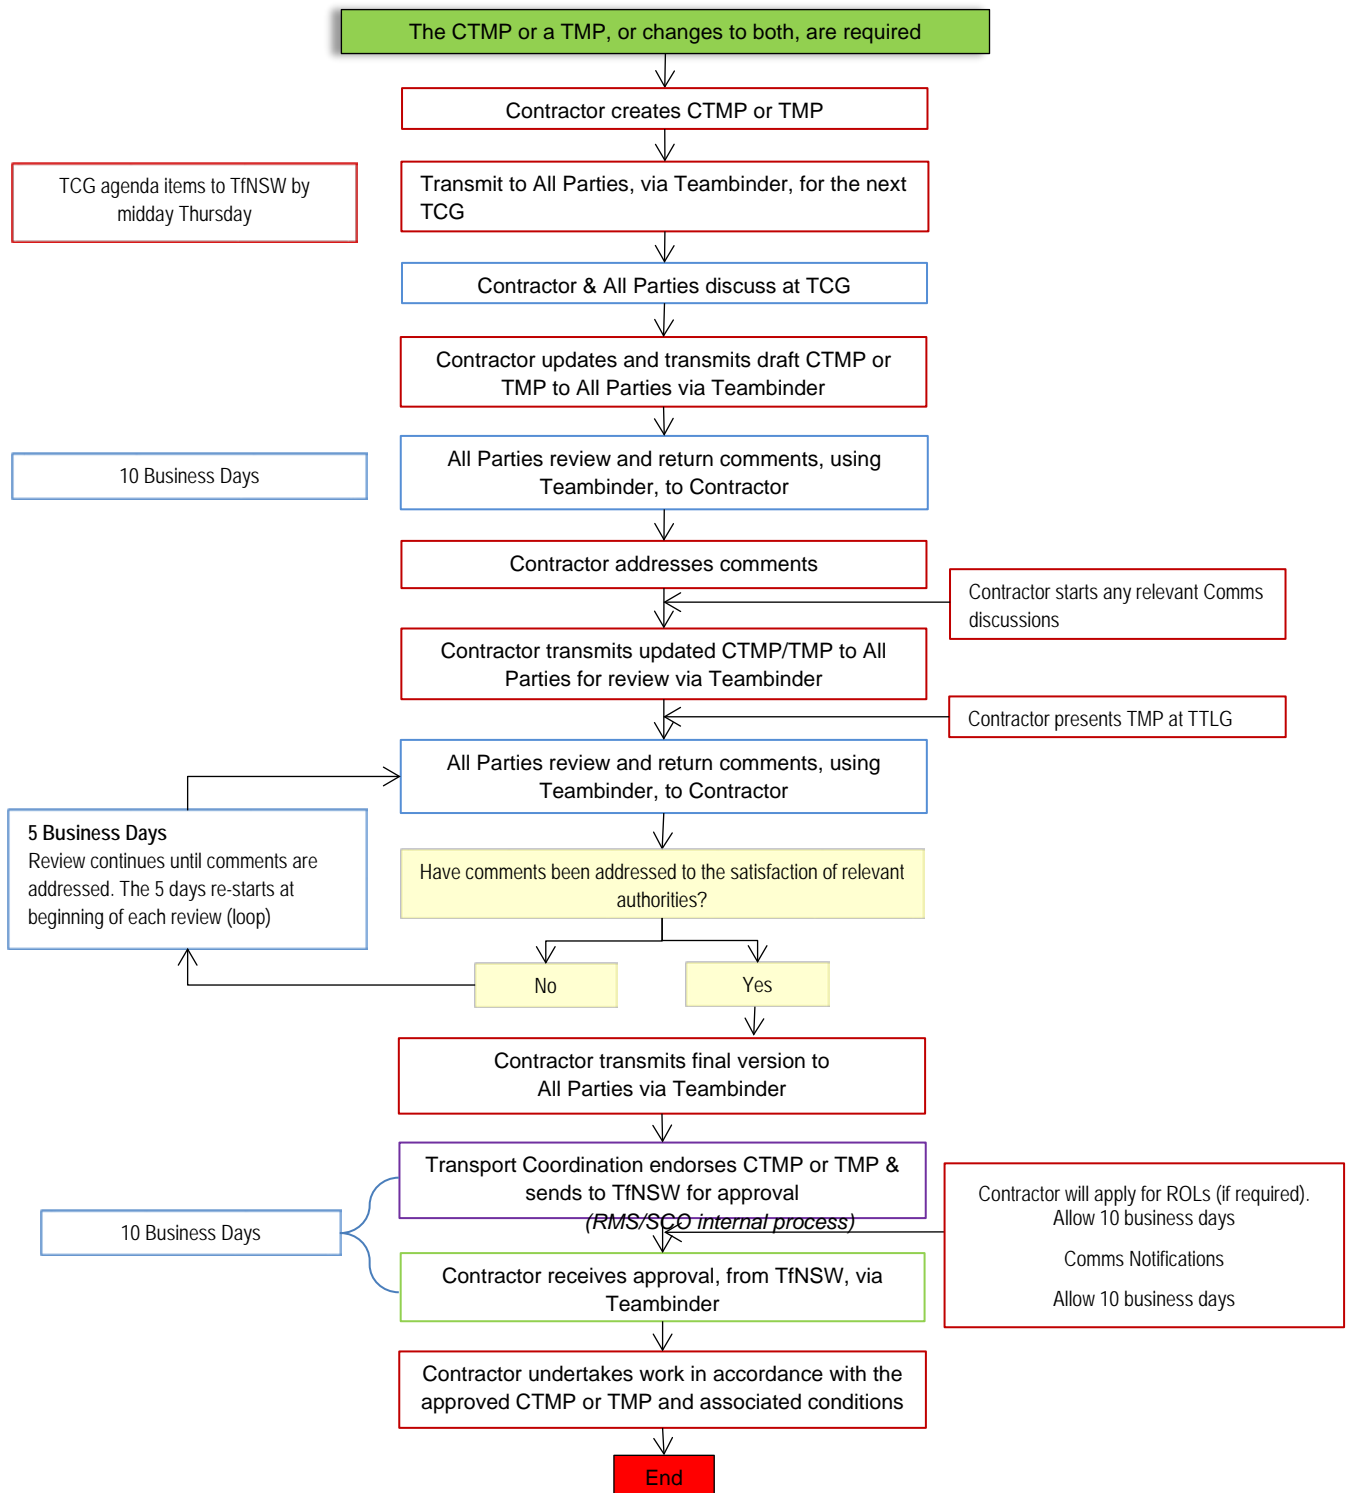 The CTMP or a TMP, or changes to both, are required
Contractor creates CTMP or TMP
TCG agenda items to TfNSW by
midday Thursday
Transmit to All Parties, via Teambinder, for the next
TCG
Contractor & All Parties discuss at TCG
Contractor updates and transmits draft CTMP or
TMP to All Parties via Teambinder
10 Business Days
All Parties review and return comments, using
Teambinder, to Contractor
Contractor addresses comments
Contractor starts any relevant Comms
discussions
Contractor transmits updated CTMP/TMP to All
Parties for review via Teambinder
Contractor presents TMP at TTLG
All Parties review and return comments, using
Teambinder, to Contractor
5 Business Days
Review continues until comments are
addressed. The 5 days re-starts at
beginning of each review (loop)
Have comments been addressed to the satisfaction of relevant
authorities?
No
Yes
Contractor transmits final version to
All Parties via Teambinder
Transport Coordination endorses CTMP or TMP &
sends to TfNSW for approval
(RMS/SCO internal process)
10 Business Days
Contractor will apply for ROLs (if required).
Allow 10 business days
Comms Notifications
Allow 10 business days
Contractor receives approval, from TfNSW, via
Teambinder
Contractor undertakes work in accordance with the
approved CTMP or TMP and associated conditions
End